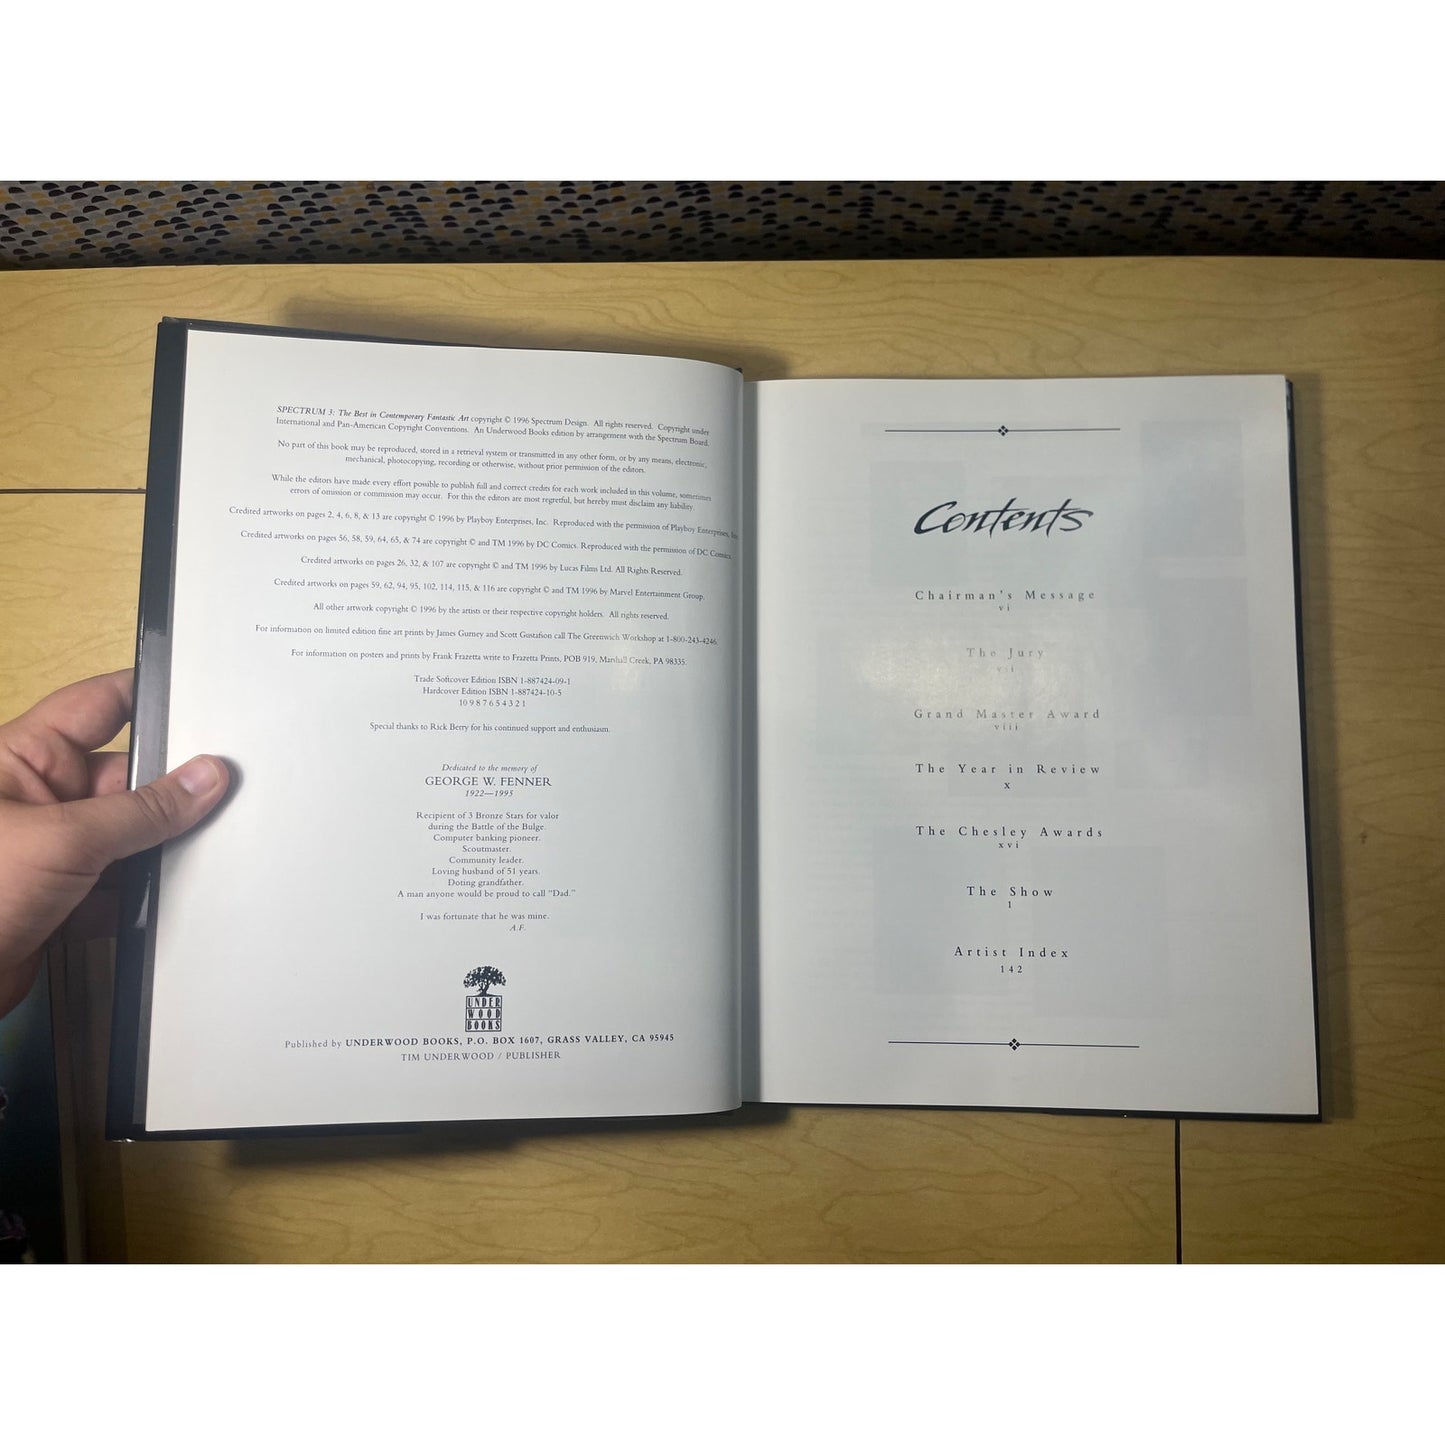 SPECTRUM 3: The Best in Contemporary Fantastic Art copyright © 1996 Spectrum Design. All rights reserved. Copyright under
International and Pan-American Copyright Conventions. An Underwood Books edition by arrangement with the Spectrum Board.
No part of this book may be reproduced, stored in a retrieval system or transmitted in any other form, or by any means, electronic,
mechanical, photocopying, recording or otherwise, without prior permission of the editors.
While the editors have made every effort possible to publish full and correct credits for each work included in this volume, sometimes
errors of omission or commission may occur. For this the editors are most regretful, but hereby must disclaim any liability.
Credited artworks on pages 2, 4, 6, 8, & 13 are copyright © 1996 by Playboy Enterprises, Inc. Reproduced with the permission of Playboy Enterprises, Inc.
Credited artworks on pages 56, 58, 59, 64, 65, & 74 are copyright © and TM 1996 by DC Comics. Reproduced with the permission of DC Comics.
Credited artworks on pages 26, 32, & 107 are copyright © and TM 1996 by Lucas Films Ltd. All Rights Reserved.
Credited artworks on pages 59, 62, 94, 95, 102, 114, 115, & 116 are copyright © and TM 1996 by Marvel Entertainment Group.
All other artwork copyright © 1996 by the artists or their respective copyright holders. All rights reserved.
For information on limited edition fine art prints by James Gurney and Scott Gustafson call The Greenwich Workshop at 1-800-243-4246.
For information on posters and prints by Frank Frazetta write to Frazetta Prints, POB 919, Marshall Creek, PA 98335.
Trade Softcover Edition ISBN 1-887424-09-1
Hardcover Edition ISBN 1-887424-10-5
10 9 8 7 6 5 4 3 2 1
Special thanks to Rick Berry for his continued support and enthusiasm.
Dedicated to the memory of
GEORGE W. FENNER
1922—1995
Recipient of 3 Bronze Stars for valor
during the Battle of the Bulge.
Computer banking pioneer.
Scoutmaster.
Community leader.
Loving husband of 51 years.
Doting grandfather.
A man anyone would be proud to call "Dad."
I was fortunate that he was mine.
A.F.
UNDER
WOOD
BOOKS
Published by UNDERWOOD BOOKS, P.O. BOX 1607, GRASS VALLEY, CA 95945
TIM UNDERWOOD / PUBLISHER
Contents
Chairman's Message
vi
The Jury
vii
Grand Master Award
viii
The Year in Review
x
The Chesley Awards
xvi
The Show
1
Artist Index
142